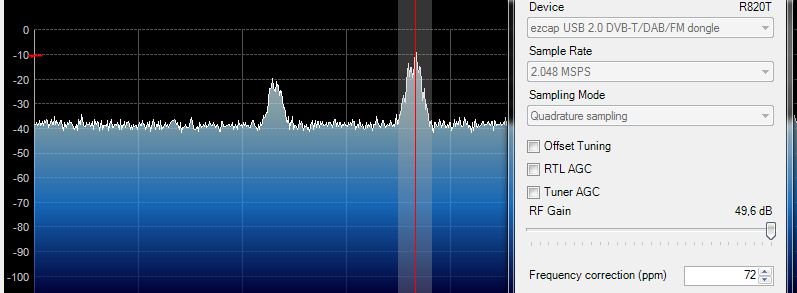 0
-10
-20
-30
-40
-50
-60
-70
-80
-90
-100
Device R820T
ezcap USB 2.0 DVB-T/DAB/FM dongle
Sample Rate
2.048 MSPS
Sampling Mode
Quadrature sampling
Offset Tuning
RTL AGC
Tuner AGC
RF Gain 49,6 dB
Frequency correction (ppm) 72